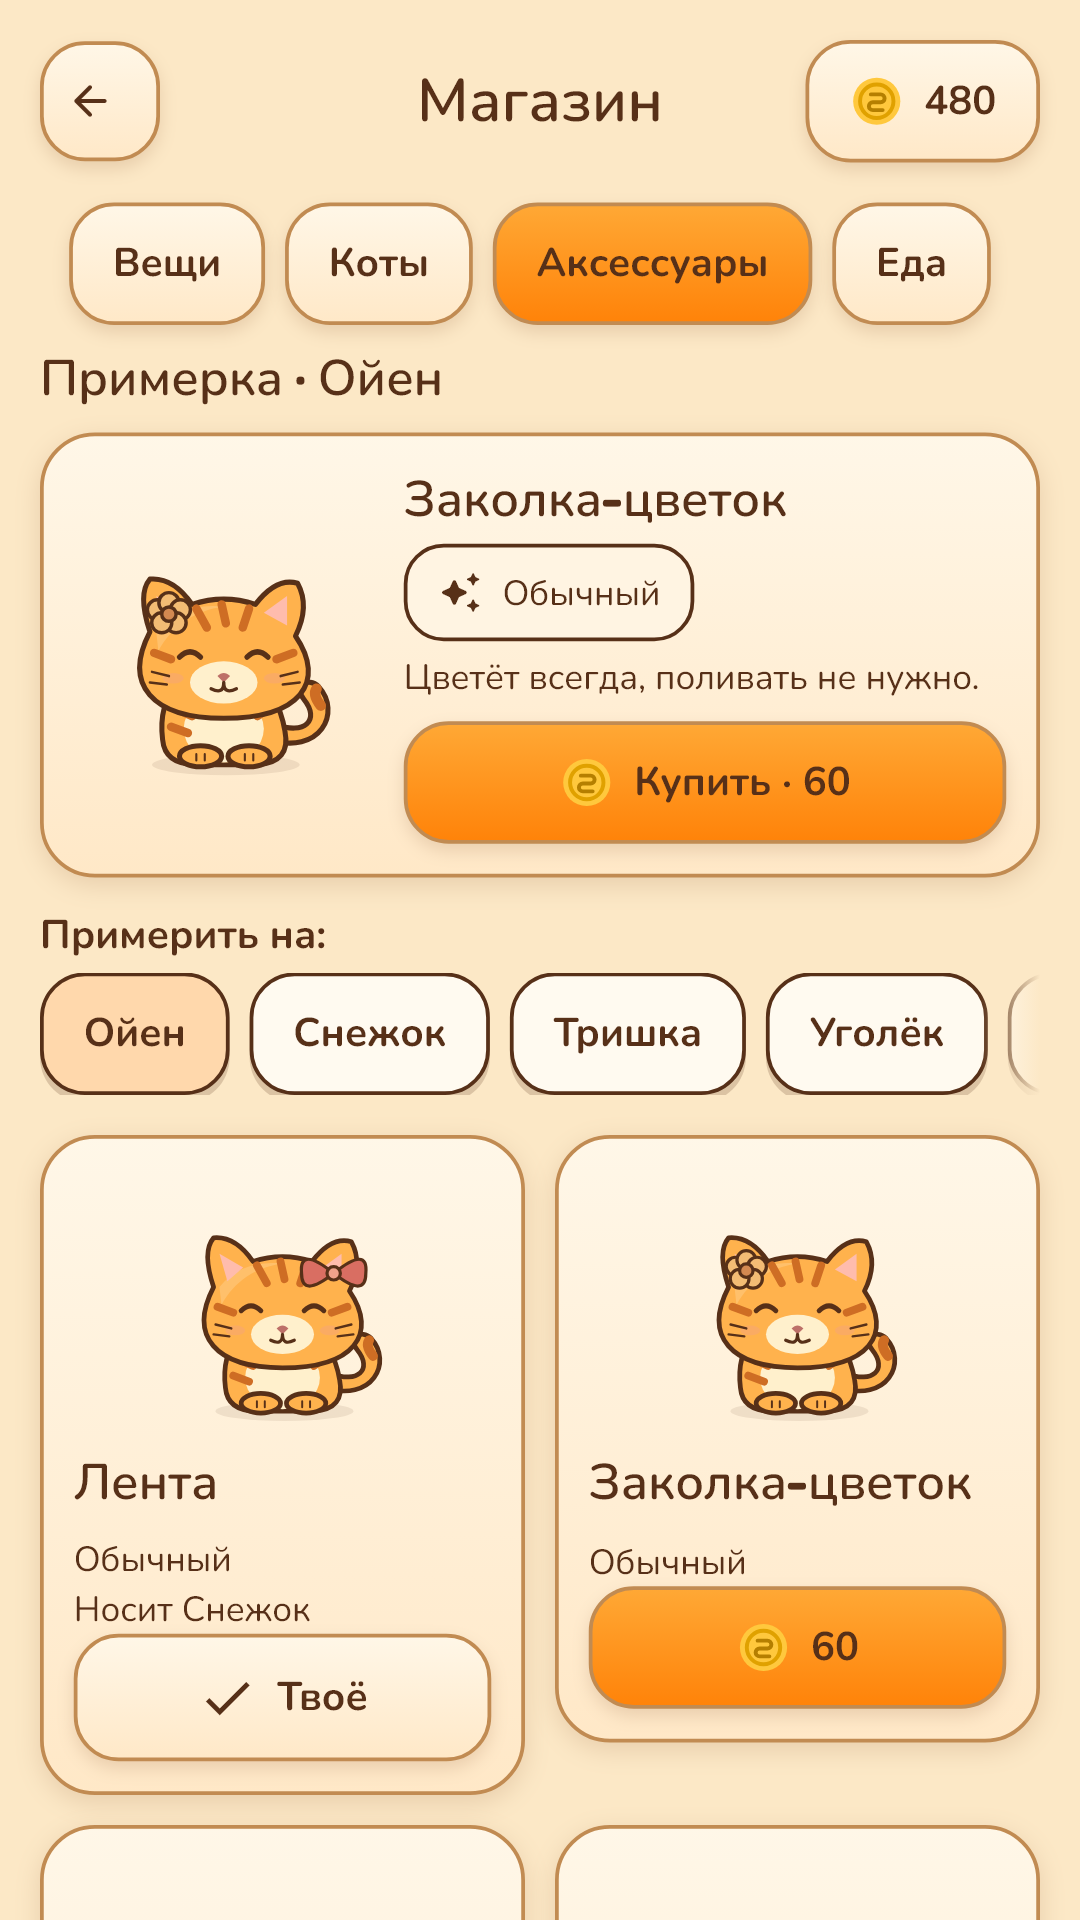 Магазин
480
Вещи
Коты
Аксессуары
Еда
Примерка · Ойен
Заколка-цветок
Обычный
Цветёт всегда, поливать не нужно.
Купить · 60
Примерить на:
Ойен
Снежок
Тришка
Уголёк
Лента
Обычный
Носит Снежок
Твоё
Заколка-цветок
Обычный
60